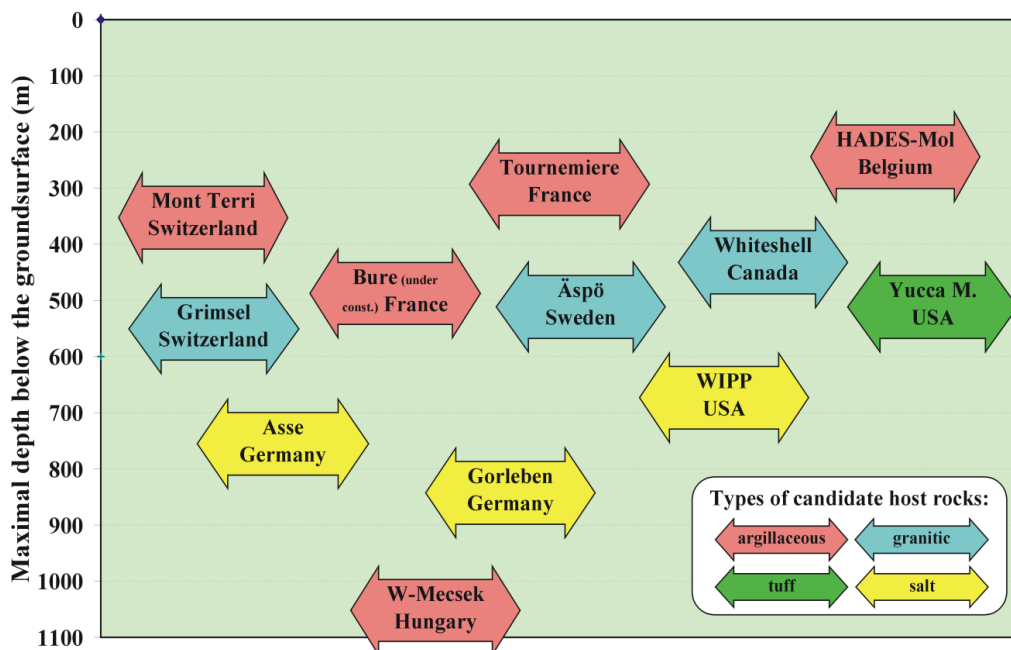 Maximal depth below the groundsurface (m)
0
100
200
300
400
500
600
700
800
900
1000
1100
HADES-Mol
Belgium
Tournemiere
France
Mont Terri
Switzerland
Whiteshell
Canada
Bure (under
const.) France
Äspö
Sweden
Yucca M.
USA
Grimsel
Switzerland
WIPP
USA
Asse
Germany
Gorleben
Germany
W-Mecsek
Hungary
Types of candidate host rocks:
argillaceous
granitic
tuff
salt